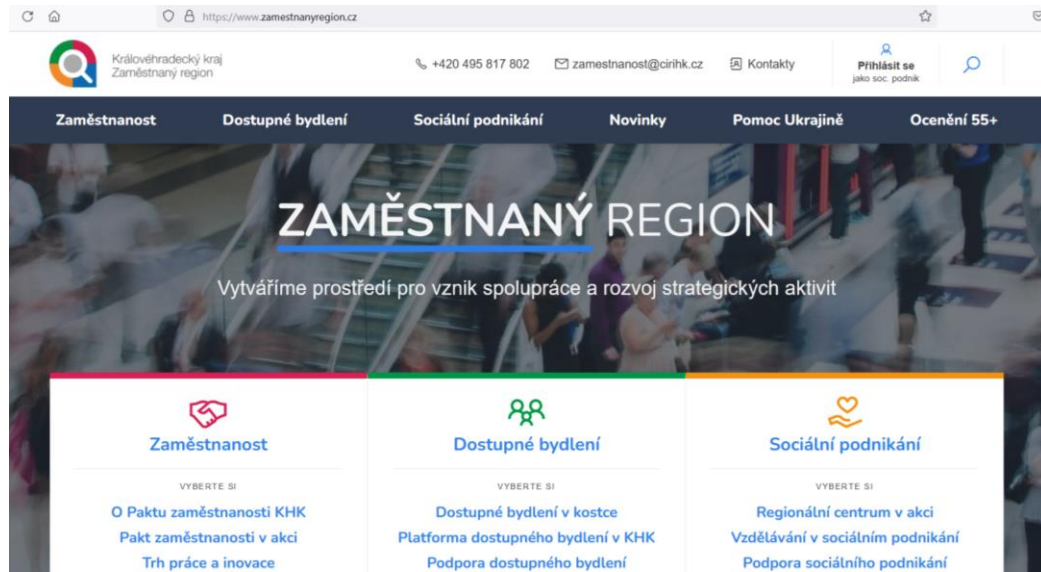 https://www.zamestnanyregion.cz
Královéhradecký kraj
Zaměstnaný region
+420 495 817 802
zamestnanost@cirihk.cz
Kontakty
Přihlásit se
jako soc. podnik
Zaměstnanost
Dostupné bydlení
Sociální podnikání
Novinky
Pomoc Ukrajině
Ocenění 55+
ZAMĚSTNANÝ REGION
Vytváříme prostředí pro vznik spolupráce a rozvoj strategických aktivit
Zaměstnanost
VYBERTE SI
O Paktu zaměstnanosti KHK
Pakt zaměstnanosti v akci
Trh práce a inovace
Dostupné bydlení
VYBERTE SI
Dostupné bydlení v kostce
Platforma dostupného bydlení v KHK
Podpora dostupného bydlení
Sociální podnikání
VYBERTE SI
Regionální centrum v akci
Vzdělávání v sociálním podnikání
Podpora sociálního podnikání